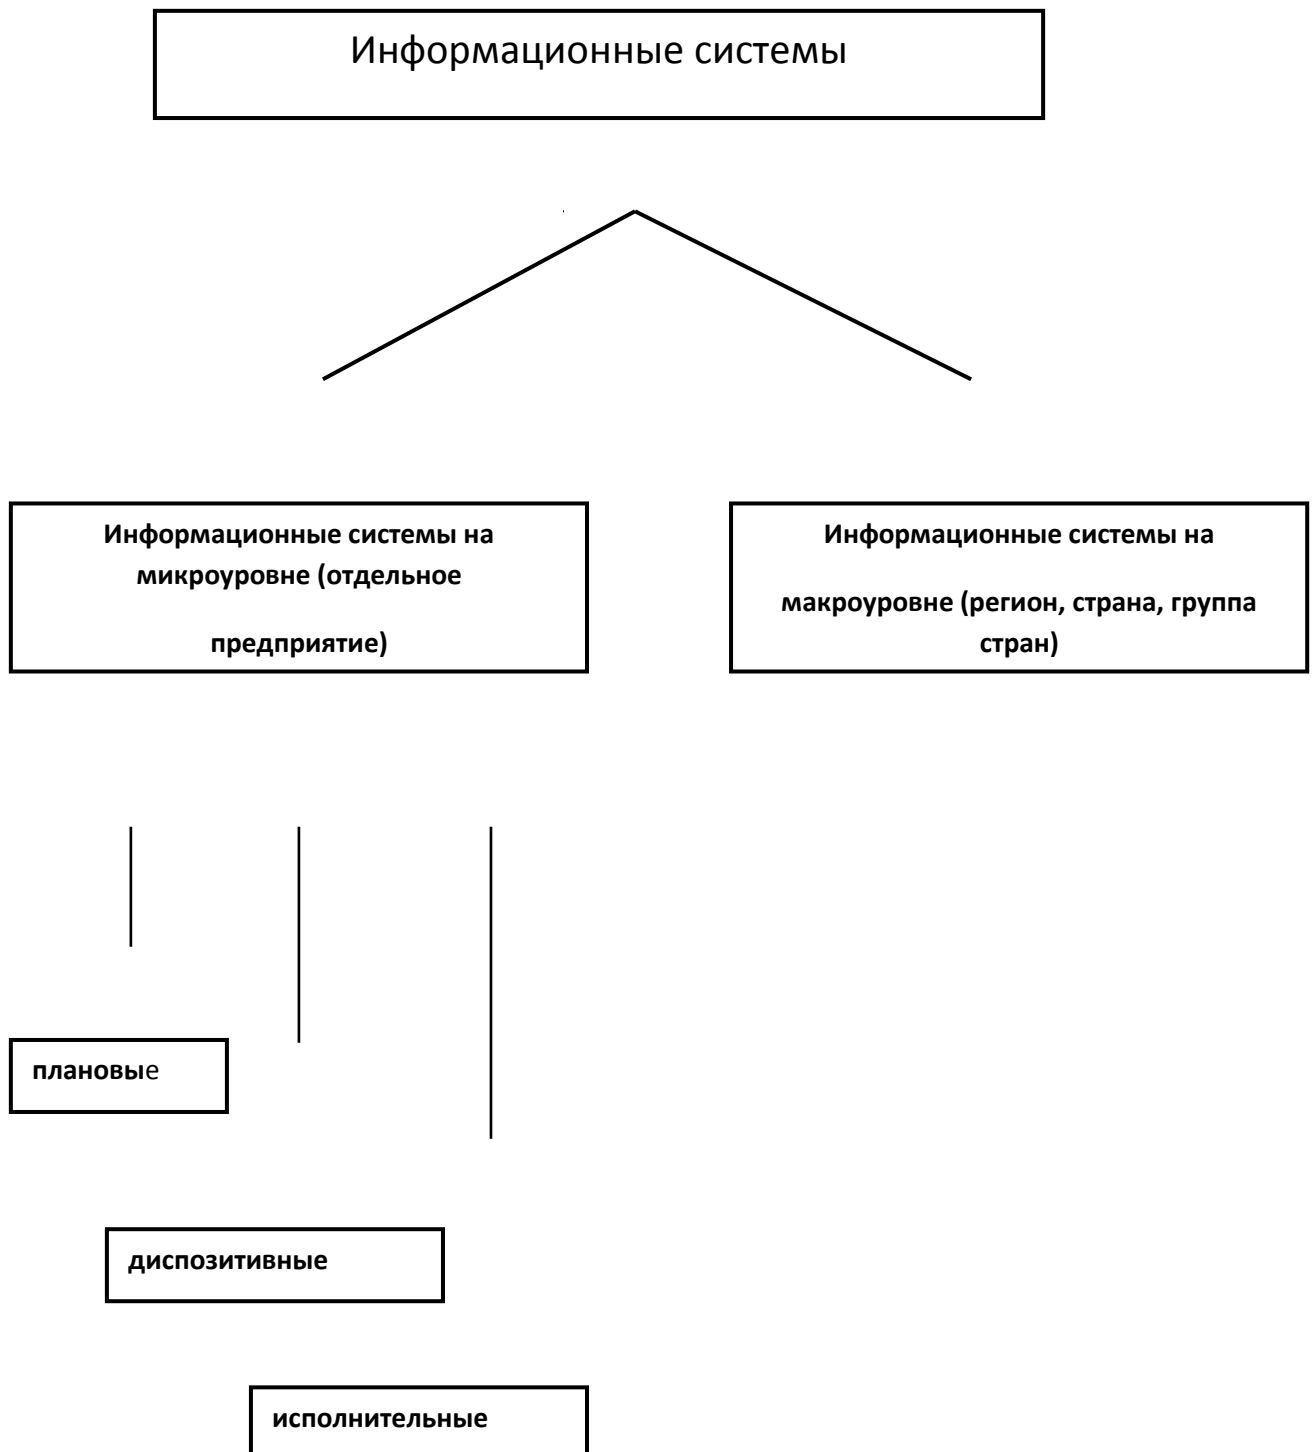 Информационные системы
Информационные системы на
микроуровне (отдельное
предприятие)
Информационные системы на
макроуровне (регион, страна, группа
стран)
плановые
диспозитивные
исполнительные